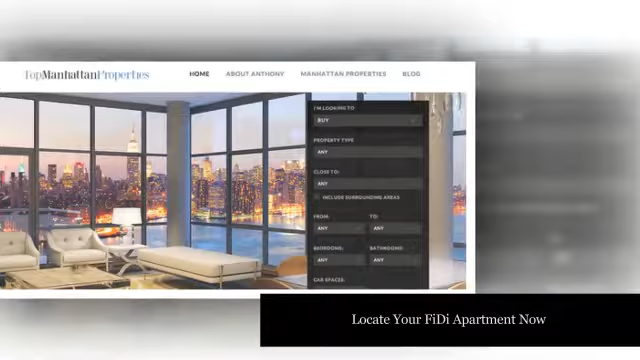 TopManhattanProperties
HOME ABOUT ANTHONY MANHATTAN PROPERTIES BLOG
I'M LOOKING TO
BUY
PROPERTY TYPE
ANY
CLOSE TO:
ANY
INCLUDE SURROUNDING AREAS
FROM: TO:
ANY ANY
BEDROOMS: BATHROOMS
ANY ANY
CAR SPACES:
Locate Your FiDi Apartment Now